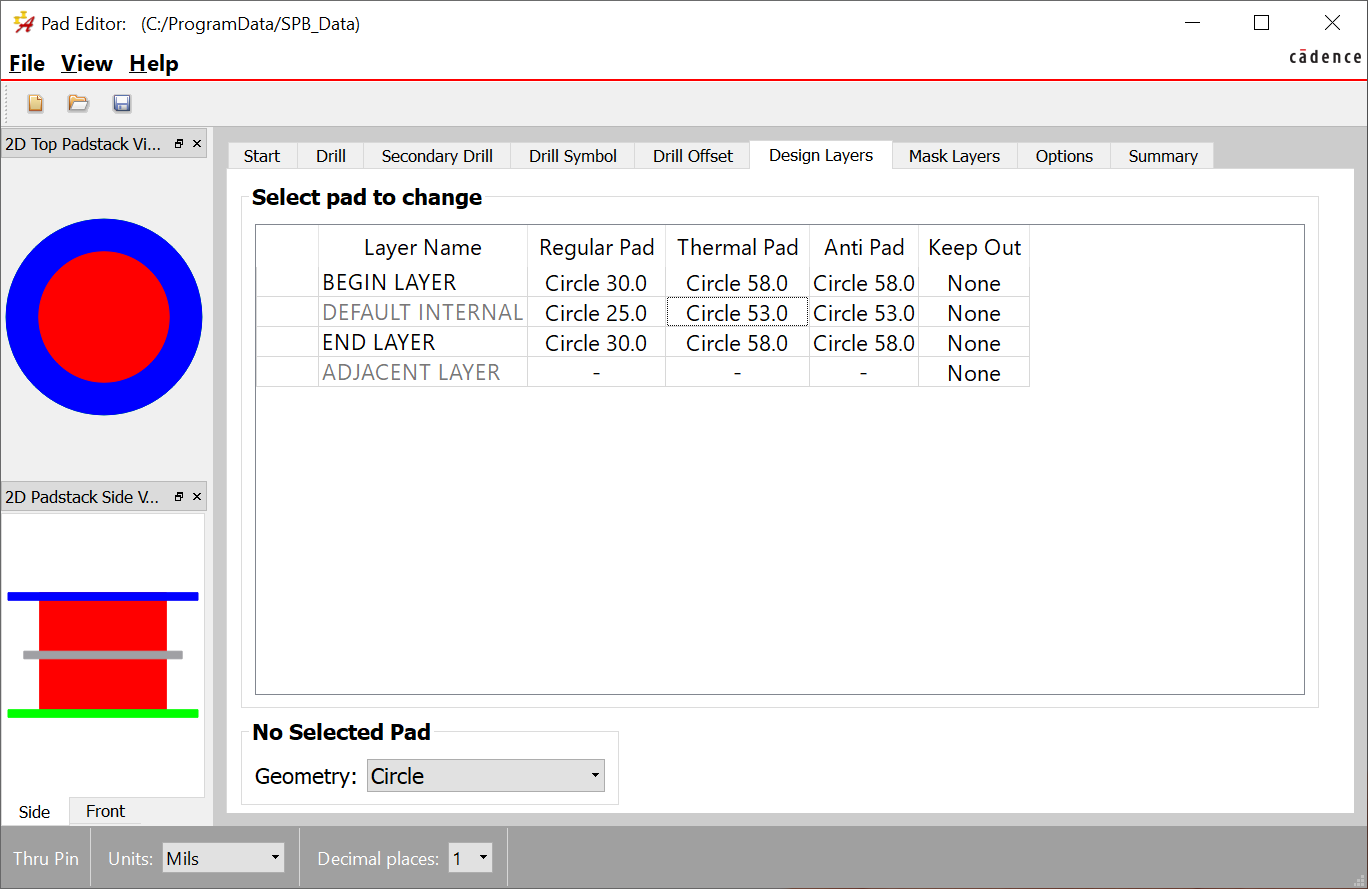 Pad Editor: (C:/ProgramData/SPB_Data)
File View Help
cādence
2D Top Padstack Vi...
Start Drill Secondary Drill Drill Symbol Drill Offset Design Layers Mask Layers Options Summary
Select pad to change
Layer Name Regular Pad Thermal Pad Anti Pad Keep Out
BEGIN LAYER Circle 30.0 Circle 58.0 Circle 58.0 None
DEFAULT INTERNAL Circle 25.0 Circle 53.0 Circle 53.0 None
END LAYER Circle 30.0 Circle 58.0 Circle 58.0 None
ADJACENT LAYER - - - None
2D Padstack Side V...
No Selected Pad
Geometry: Circle
Side Front
Thru Pin Units: Mils Decimal places: 1